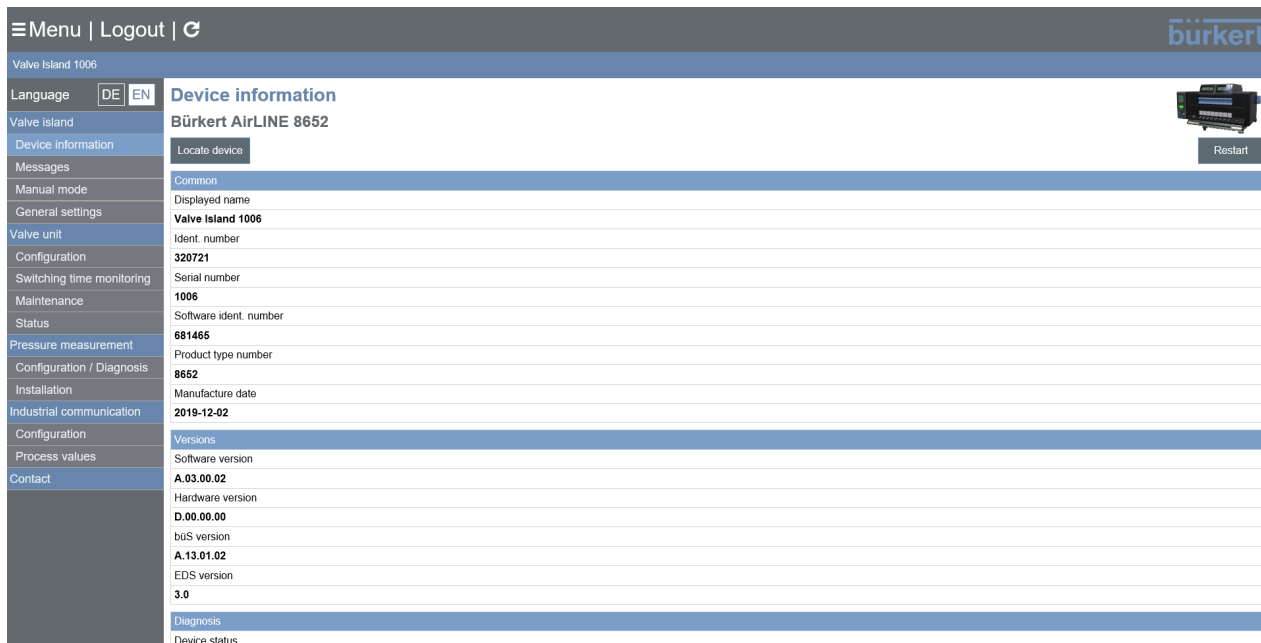 Menu | Logout |
bürkert
Valve Island 1006
Language DE EN
Valve island
Device information
Messages
Manual mode
General settings
Valve unit
Configuration
Switching time monitoring
Maintenance
Status
Pressure measurement
Configuration / Diagnosis
Installation
Industrial communication
Configuration
Process values
Contact
Device information
Bürkert AirLINE 8652
Locate device
Restart
Common
Displayed name
Valve Island 1006
Ident. number
320721
Serial number
1006
Software ident. number
681465
Product type number
8652
Manufacture date
2019-12-02
Versions
Software version
A.03.00.02
Hardware version
D.00.00.00
büS version
A.13.01.02
EDS version
3.0
Diagnosis
Device status